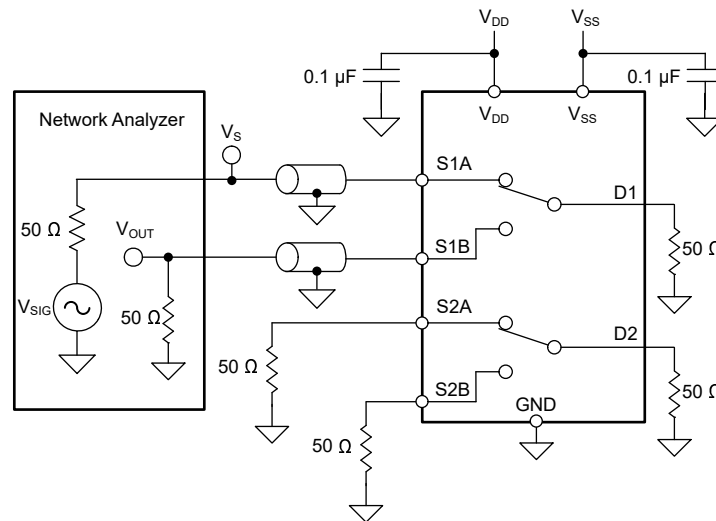 V_DD V_SS
0.1 µF 0.1 µF
Network Analyzer
V_DD V_SS
V_S
S1A
D1
50 Ω
V_OUT
50 Ω
S1B
V_SIG
50 Ω
S2A
D2
50 Ω
S2B
50 Ω
GND
50 Ω